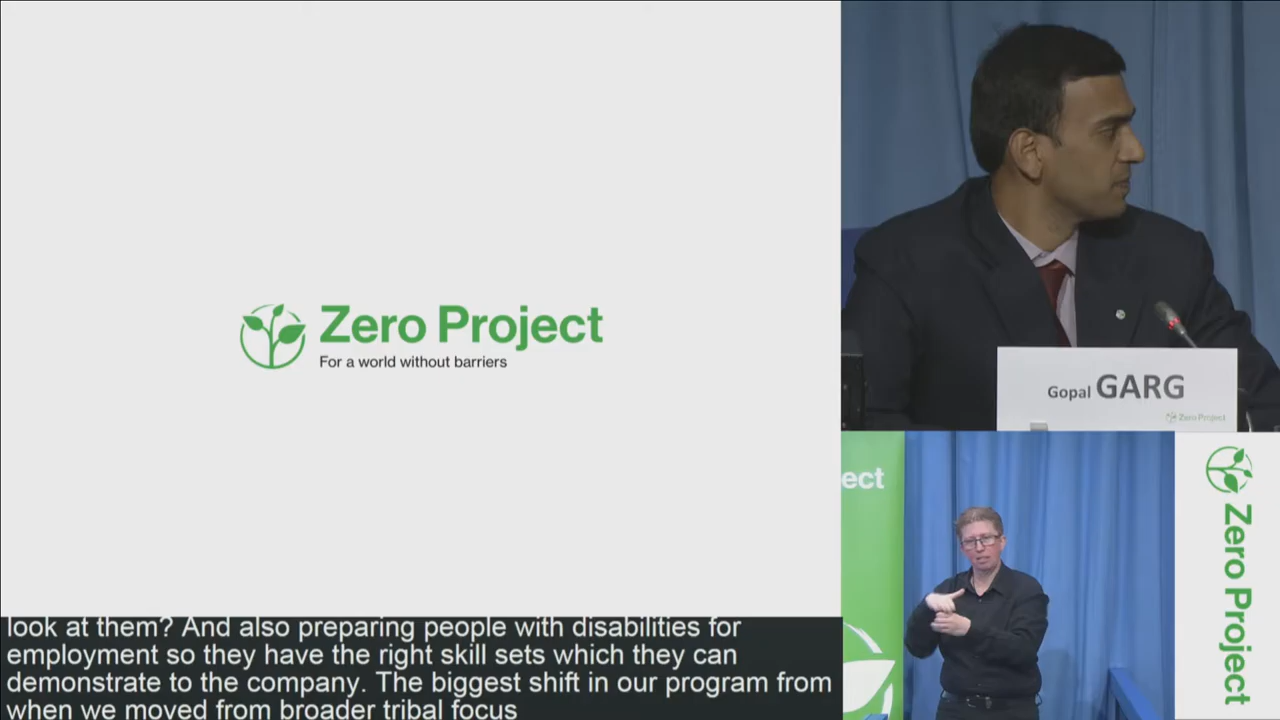 Zero Project
For a world without barriers
Gopal GARG
Zero Project
ect
Zero Project
look at them? And also preparing people with disabilities for
employment so they have the right skill sets which they can
demonstrate to the company. The biggest shift in our program from
when we moved from broader tribal focus